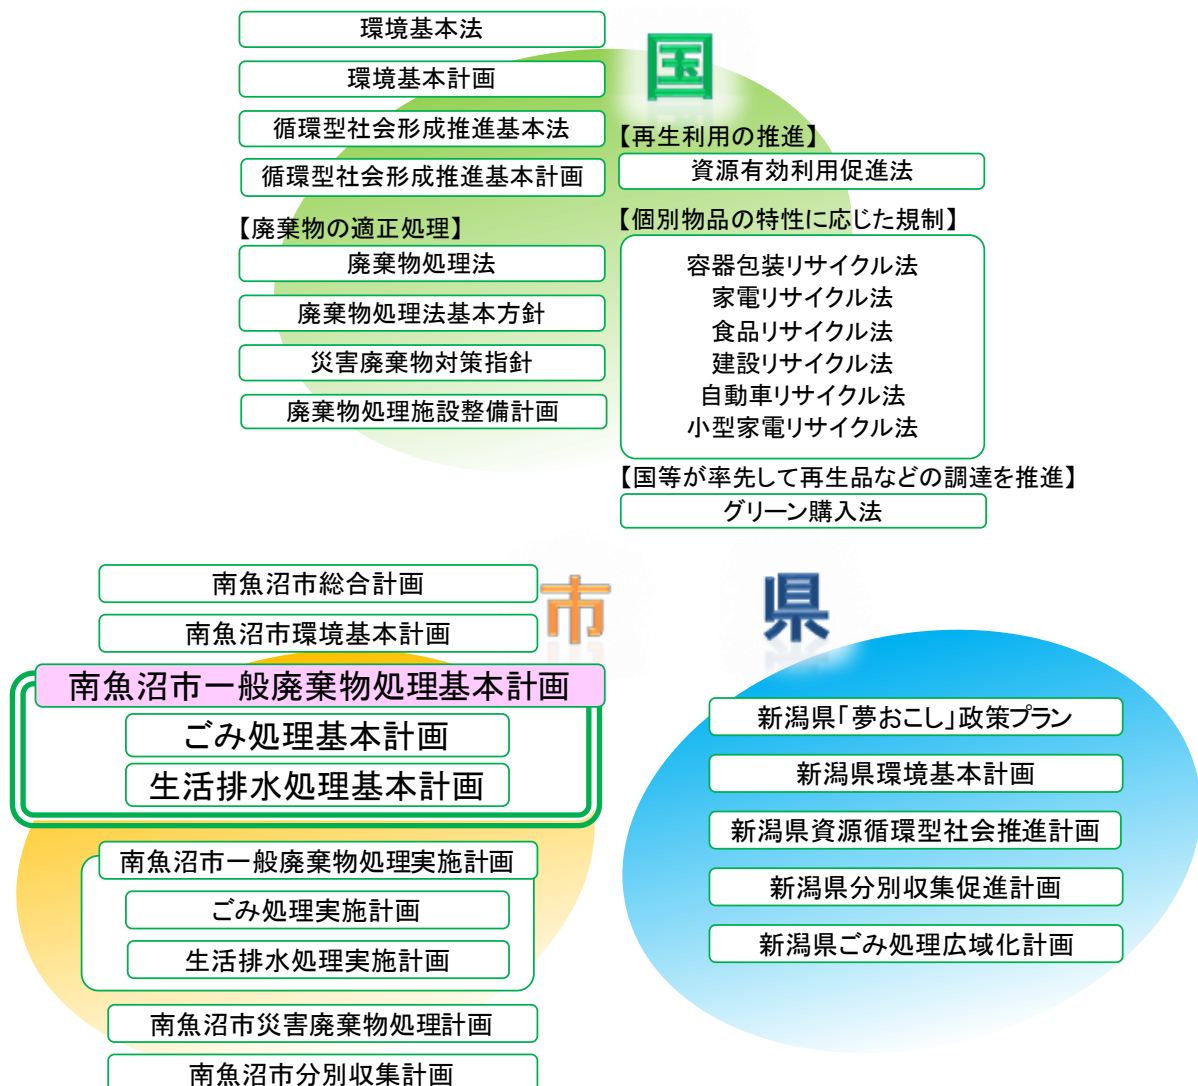 国
環境基本法
環境基本計画
循環型社会形成推進基本法
循環型社会形成推進基本計画
【廃棄物の適正処理】
廃棄物処理法
廃棄物処理法基本方針
災害廃棄物対策指針
廃棄物処理施設整備計画
【再生利用の推進】
資源有効利用促進法
【個別物品の特性に応じた規制】
容器包装リサイクル法
家電リサイクル法
食品リサイクル法
建設リサイクル法
自動車リサイクル法
小型家電リサイクル法
【国等が率先して再生品などの調達を推進】
グリーン購入法
市
南魚沼市総合計画
南魚沼市環境基本計画
南魚沼市一般廃棄物処理基本計画
ごみ処理基本計画
生活排水処理基本計画
南魚沼市一般廃棄物処理実施計画
ごみ処理実施計画
生活排水処理実施計画
南魚沼市災害廃棄物処理計画
南魚沼市分別収集計画
県
新潟県「夢おこし」政策プラン
新潟県環境基本計画
新潟県資源循環型社会推進計画
新潟県分別収集促進計画
新潟県ごみ処理広域化計画